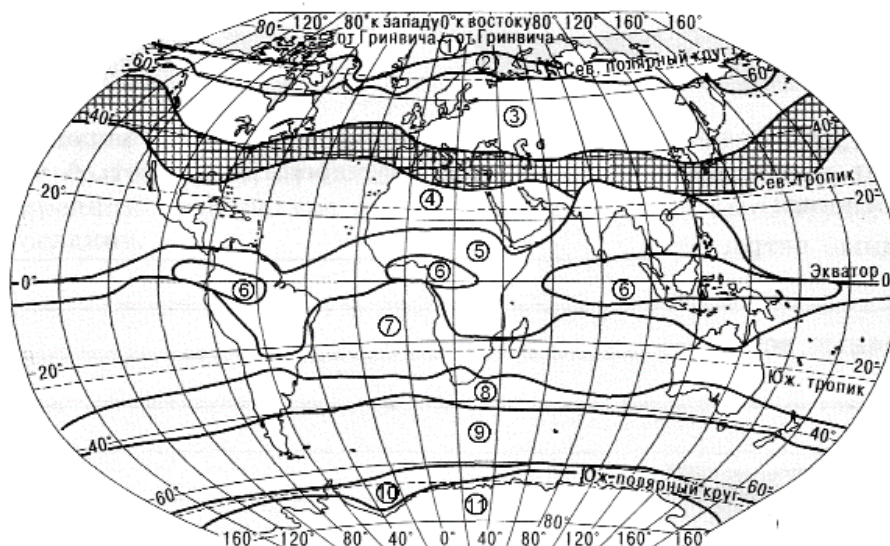 80° 120° 80° к западу 0° к востоку 80° 120° 160° 160°
от Гринвича от Гринвича
1
2
Сев. полярный круг
60° 60°
3
40° 40°
Сев. тропик
20° 20°
4
5
Экватор
0° 6 6 6 0°
7
20° 20°
Юж. тропик
8
40° 9 40°
60° 60°
Юж. полярный круг
10 11
80°
160° 120° 80° 40° 0° 40° 80° 120° 160°